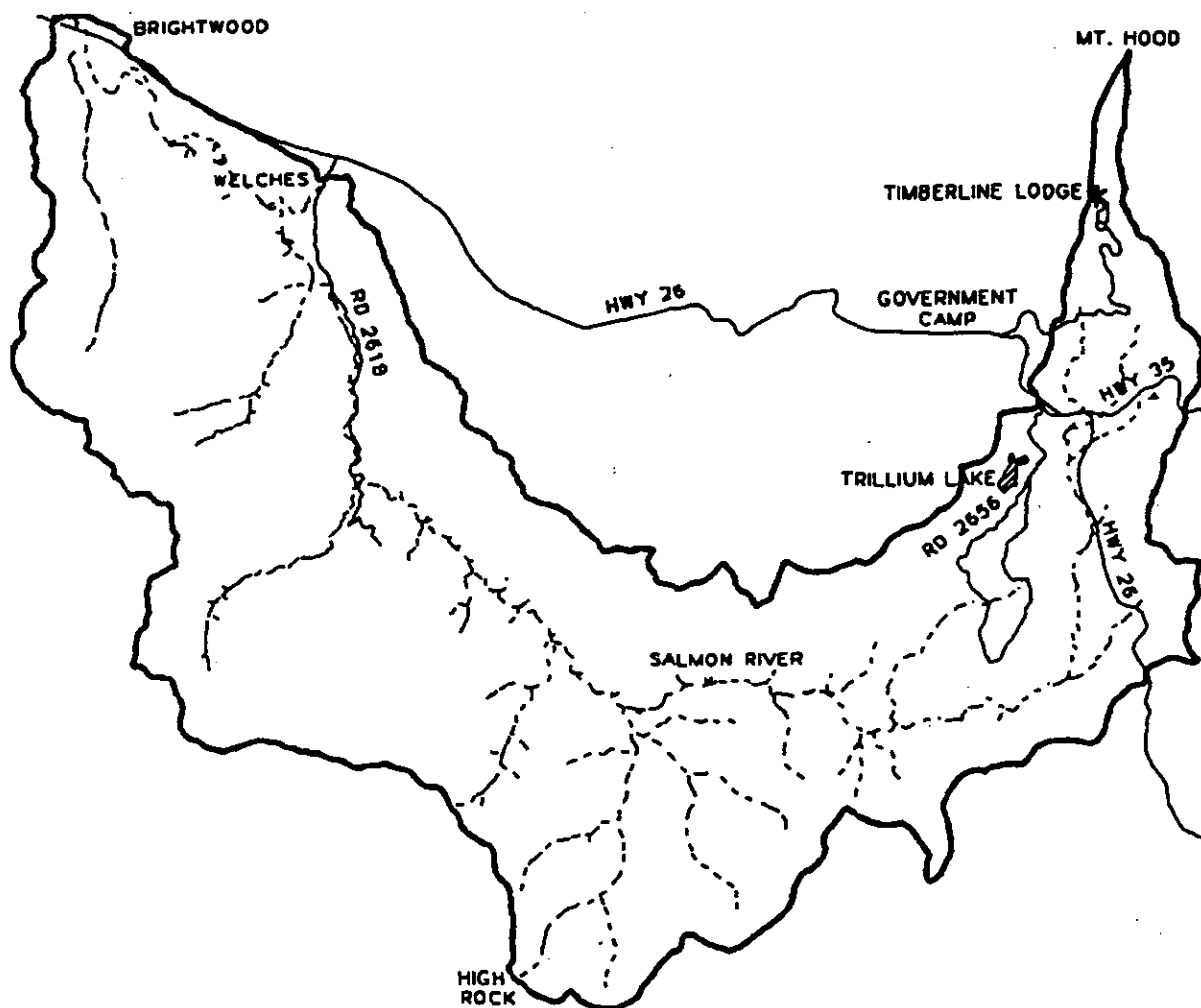 BRIGHTWOOD
MT. HOOD
WELCHES
TIMBERLINE LODGE
RD 2618
HWY 26
GOVERNMENT
CAMP
HWY 35
TRILLIUM LAKE
RD 2656
HWY 26
SALMON RIVER
HIGH
ROCK